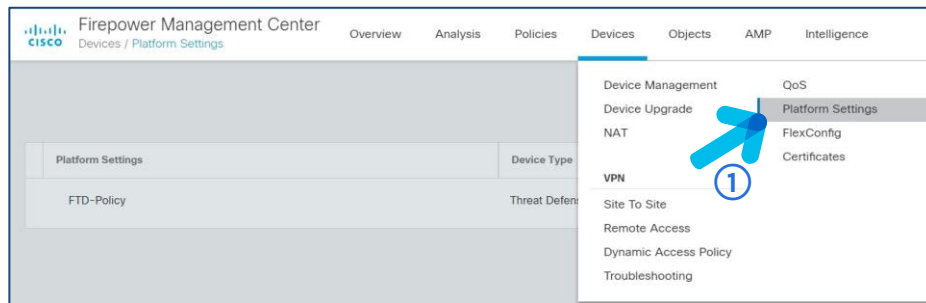 CISCO
Firepower Management Center
Devices / Platform Settings
Overview Analysis Policies Devices Objects AMP Intelligence
Platform Settings Device Type
FTD-Policy Threat Defen
Device Management
Device Upgrade
NAT
VPN
Site To Site
Remote Access
Dynamic Access Policy
Troubleshooting
QoS
Platform Settings
FlexConfig
Certificates
1